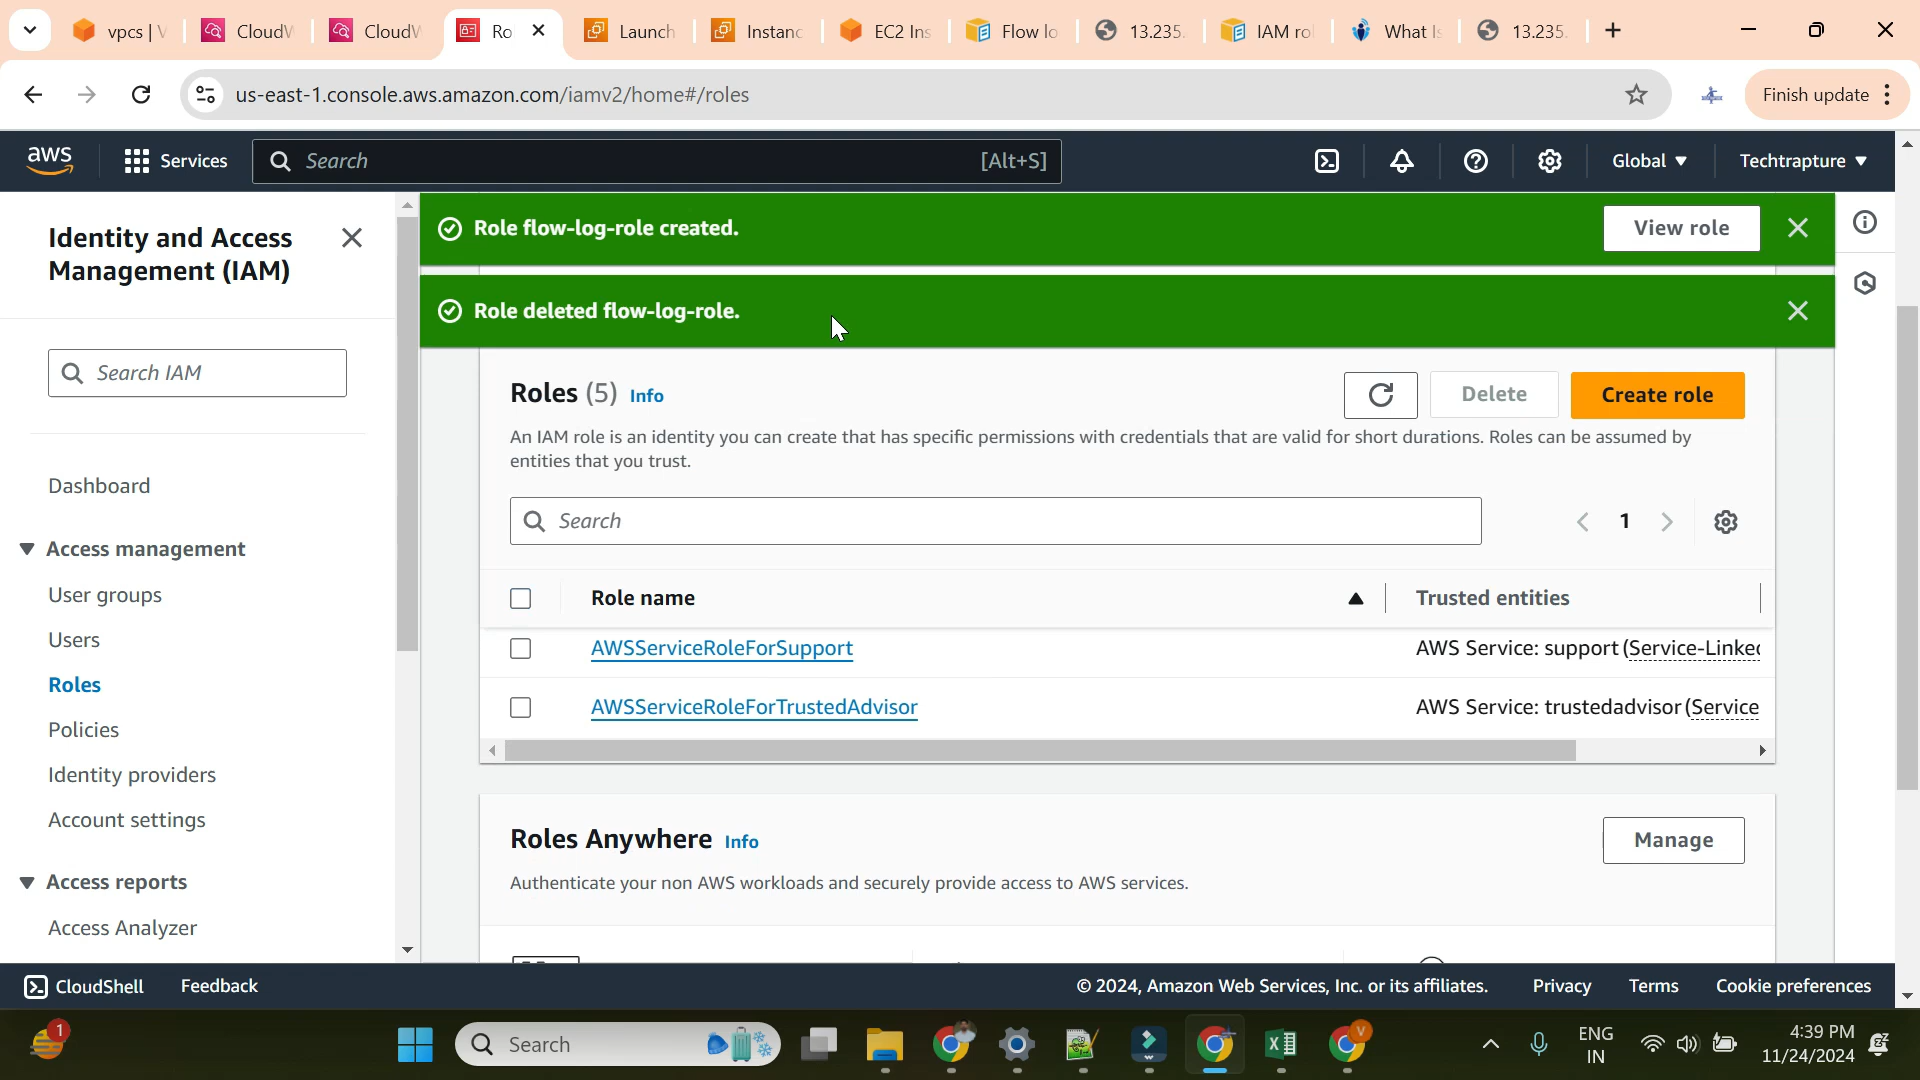 vpcs | V
CloudW
CloudW
Ro
Launch
Instanc
EC2 Ins
Flow lo
13.235.
IAM ro
What Is
13.235.
us-east-1.console.aws.amazon.com/iamv2/home#/roles
Finish update
aws
Services
Search
[Alt+S]
Global
Techtrapture
Identity and Access
Management (IAM)
Search IAM
Dashboard
Access management
User groups
Users
Roles
Policies
Identity providers
Account settings
Access reports
Access Analyzer
Role flow-log-role created.
View role
Role deleted flow-log-role.
Roles (5) Info
Delete
Create role
An IAM role is an identity you can create that has specific permissions with credentials that are valid for short durations. Roles can be assumed by
entities that you trust.
Search
1
Role name
Trusted entities
AWSServiceRoleForSupport
AWS Service: support (Service-Linked
AWSServiceRoleForTrustedAdvisor
AWS Service: trustedadvisor (Service
Roles Anywhere Info
Manage
Authenticate your non AWS workloads and securely provide access to AWS services.
CloudShell
Feedback
© 2024, Amazon Web Services, Inc. or its affiliates.
Privacy
Terms
Cookie preferences
1
Search
V
ENG
IN
4:39 PM
11/24/2024